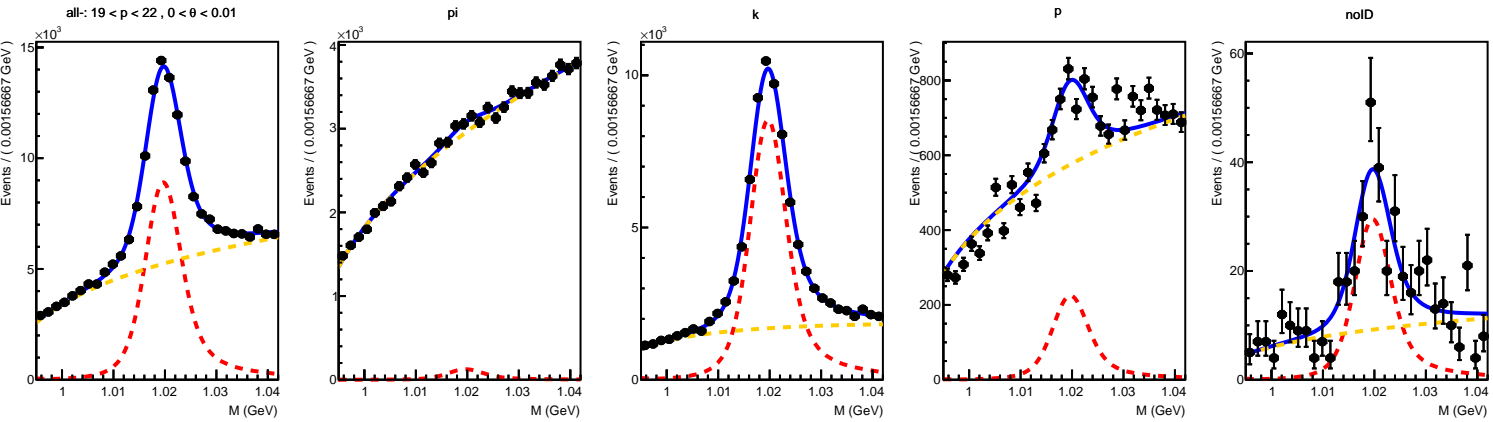 all-: 19 < p < 22 , 0 < θ < 0.01
×10³
Events / ( 0.00156667 GeV )
15
10
5
0
1 1.01 1.02 1.03 1.04
M (GeV)
pi
×10³
Events / ( 0.00156667 GeV )
4
3
2
1
0
1 1.01 1.02 1.03 1.04
M (GeV)
k
×10³
Events / ( 0.00156667 GeV )
10
5
0
1 1.01 1.02 1.03 1.04
M (GeV)
p
Events / ( 0.00156667 GeV )
800
600
400
200
0
1 1.01 1.02 1.03 1.04
M (GeV)
noID
Events / ( 0.00156667 GeV )
60
40
20
0
1 1.01 1.02 1.03 1.04
M (GeV)